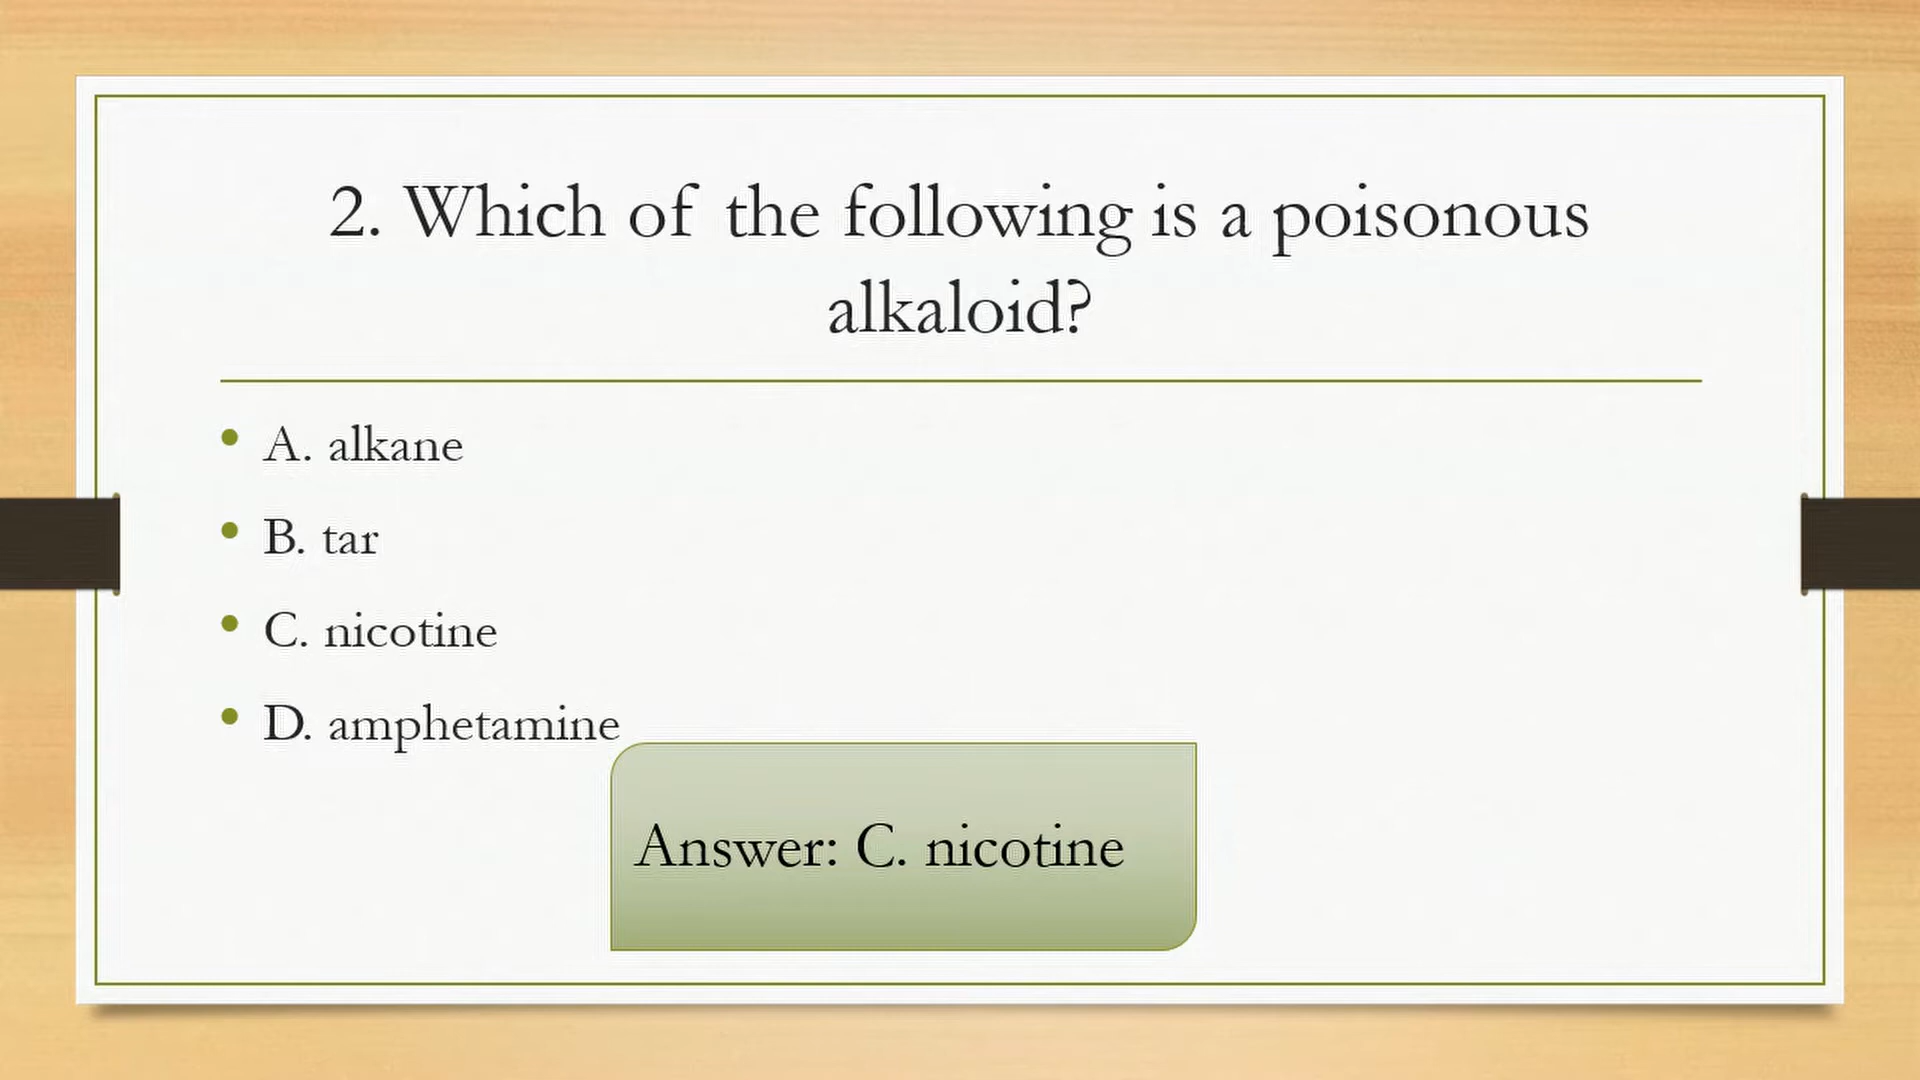 2. Which of the following is a poisonous
alkaloid?
• A. alkane
• B. tar
• C. nicotine
• D. amphetamine
Answer: C. nicotine